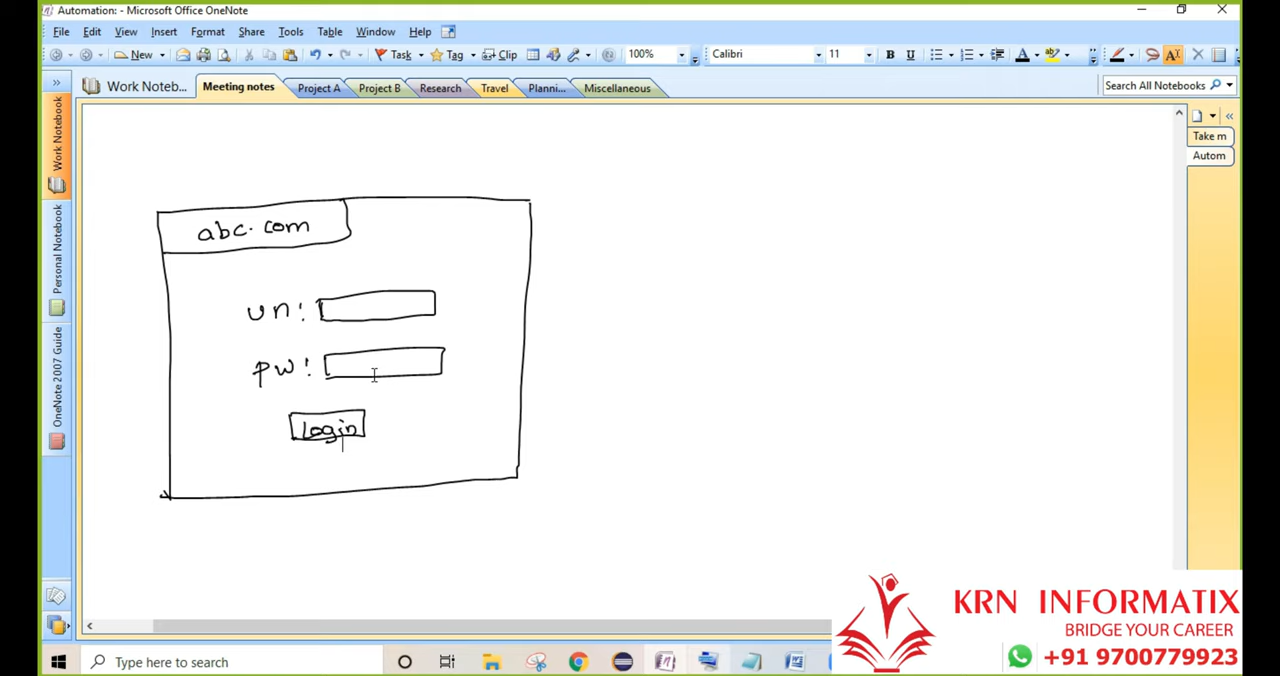 Automation: - Microsoft Office OneNote
File Edit View Insert Format Share Tools Table Window Help
New Task Tag Clip 100% Calibri 11 B U A ab A
Work Noteb... Meeting notes Project A Project B Research Travel Planni... Miscellaneous Search All Notebooks
Take m
Autom
Work Notebook
Personal Notebook
OneNote 2007 Guide
abc.com
un:
pw:
Login
KRN INFORMATIX
BRIDGE YOUR CAREER
+91 9700779923
Type here to search